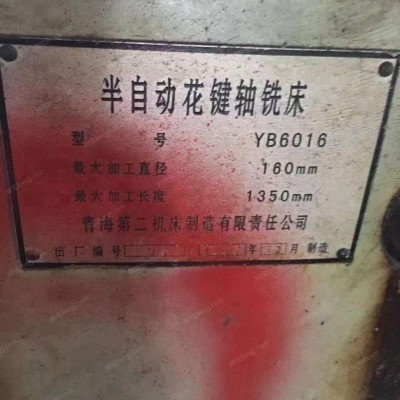 半自动花键轴铣床
型 号 YB6016
最大加工直径 160mm
最大加工长度 1350mm
青海第二机床制造有限责任公司
出厂编号 年 月 制造